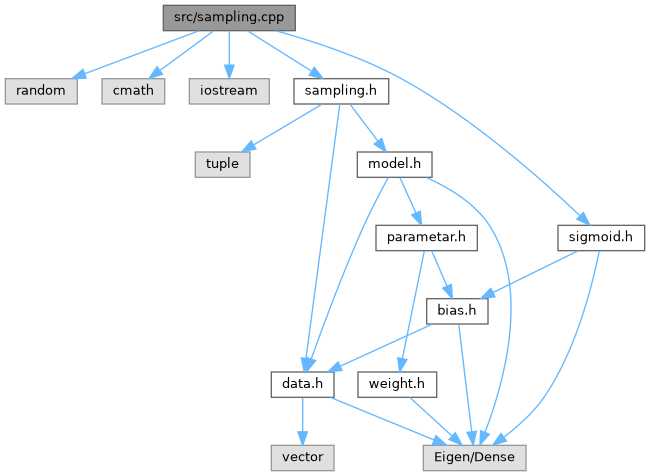 src/sampling.cpp
random
cmath
iostream
sampling.h
tuple
model.h
parametar.h
sigmoid.h
bias.h
data.h
weight.h
vector
Eigen/Dense